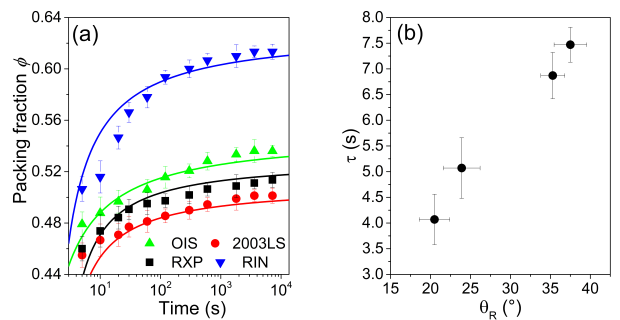 (a)
Packing fraction ϕ
0.64
0.60
0.56
0.52
0.48
0.44
OIS 2003LS
RXP RIN
10¹ 10² 10³ 10⁴
Time (s)
(b)
τ (s)
8.0
7.5
7.0
6.5
6.0
5.5
5.0
4.5
4.0
3.5
3.0
15 20 25 30 35 40
θ_R (°)